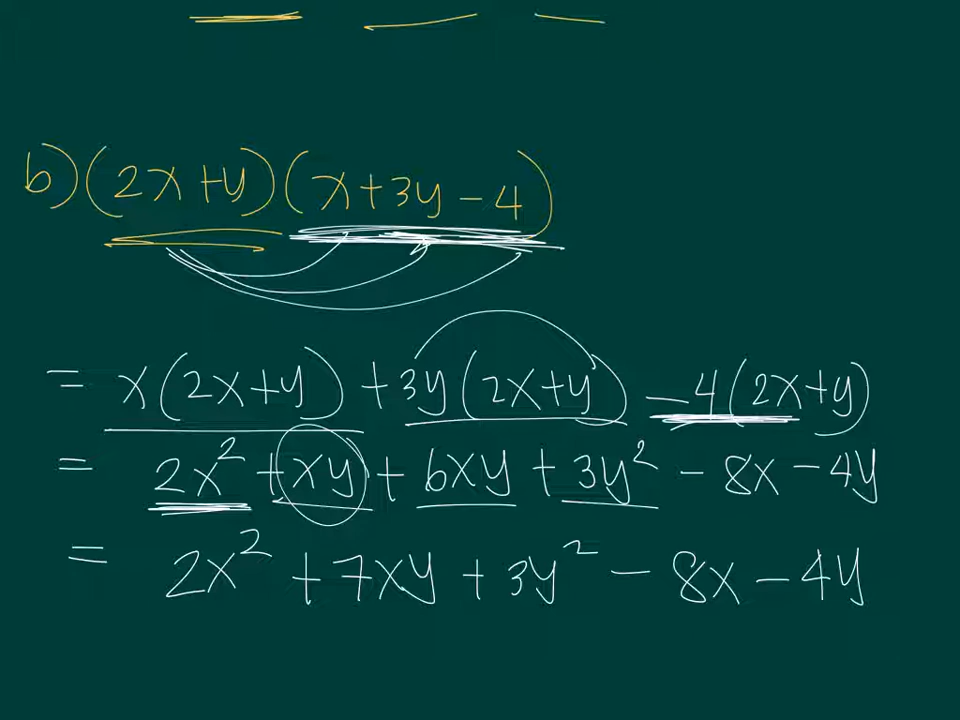 b) (2x+y)(x+3y-4)
= x(2x+y) + 3y(2x+y) - 4(2x+y)
= 2x² + xy + 6xy + 3y² - 8x - 4y
= 2x² + 7xy + 3y² - 8x - 4y